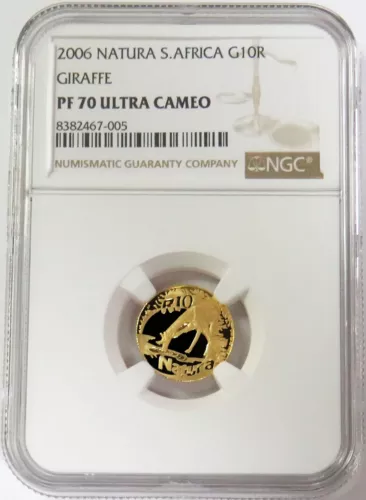 2006 NATURA S.AFRICA G10R
GIRAFFE
PF 70 ULTRA CAMEO
8382467-005
NUMISMATIC GUARANTY COMPANY
NGC®
R10
Natura